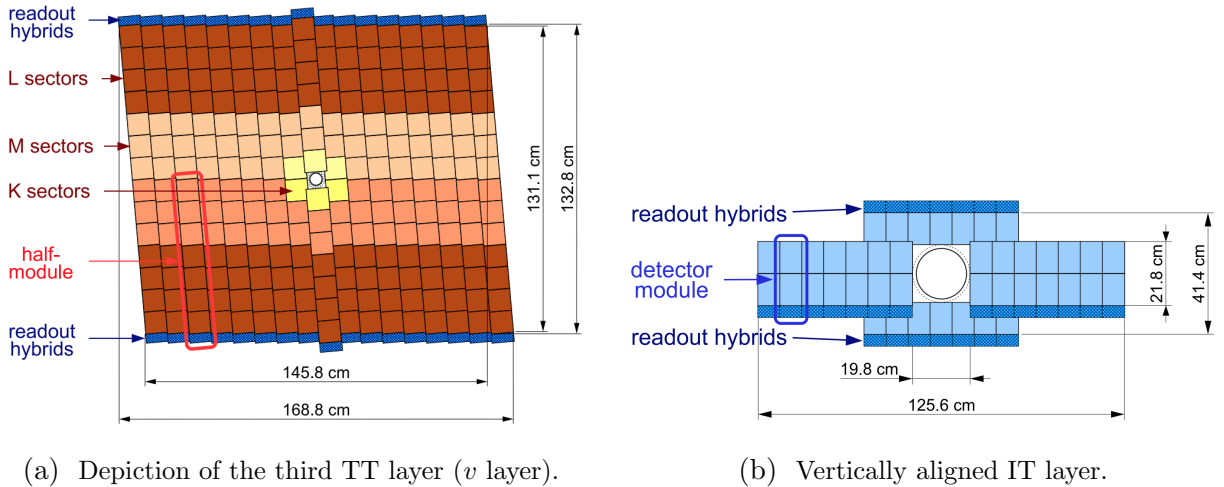 readout
hybrids
L sectors
M sectors
K sectors
half-
module
readout
hybrids
131.1 cm
132.8 cm
145.8 cm
168.8 cm
readout hybrids
detector
module
readout hybrids
21.8 cm
41.4 cm
19.8 cm
125.6 cm
(a) Depiction of the third TT layer (v layer).
(b) Vertically aligned IT layer.